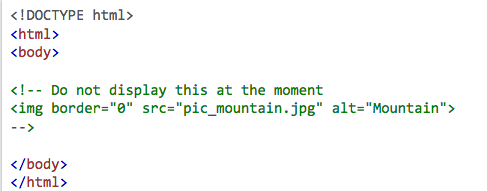 <!DOCTYPE html>
<html>
<body>
<!-- Do not display this at the moment
<img border="0" src="pic_mountain.jpg" alt="Mountain">
-->
</body>
</html>